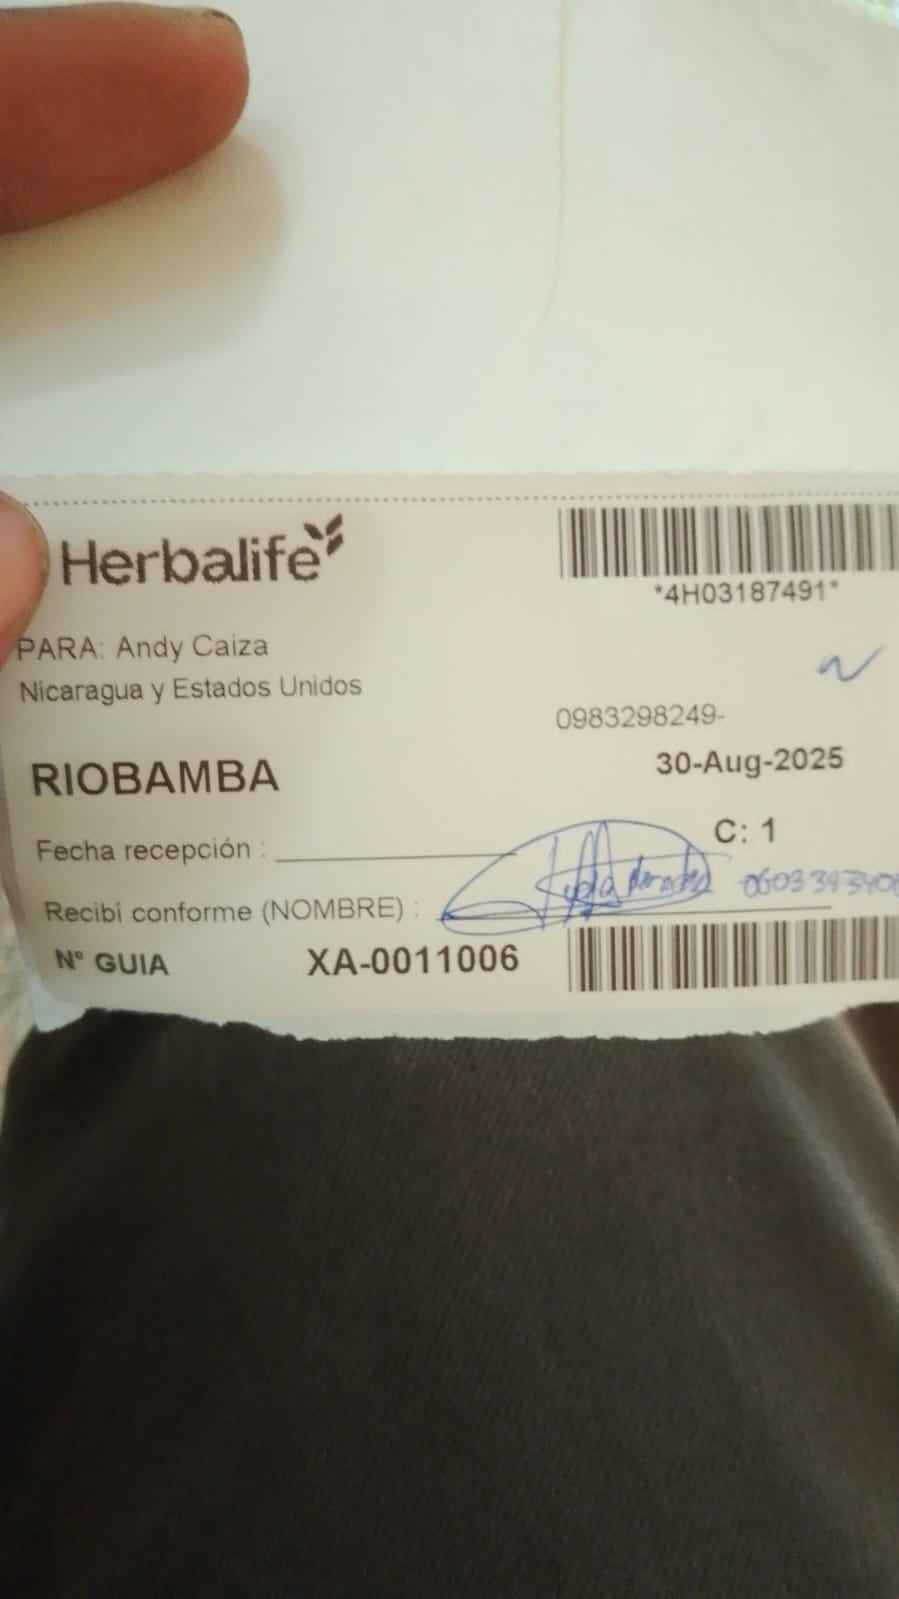 Herbalife
*4H03187491*
PARA: Andy Caiza
Nicaragua y Estados Unidos
0983298249-
RIOBAMBA
30-Aug-2025
C: 1
Fecha recepción :
Recibí conforme (NOMBRE) :
N° GUIA XA-0011006